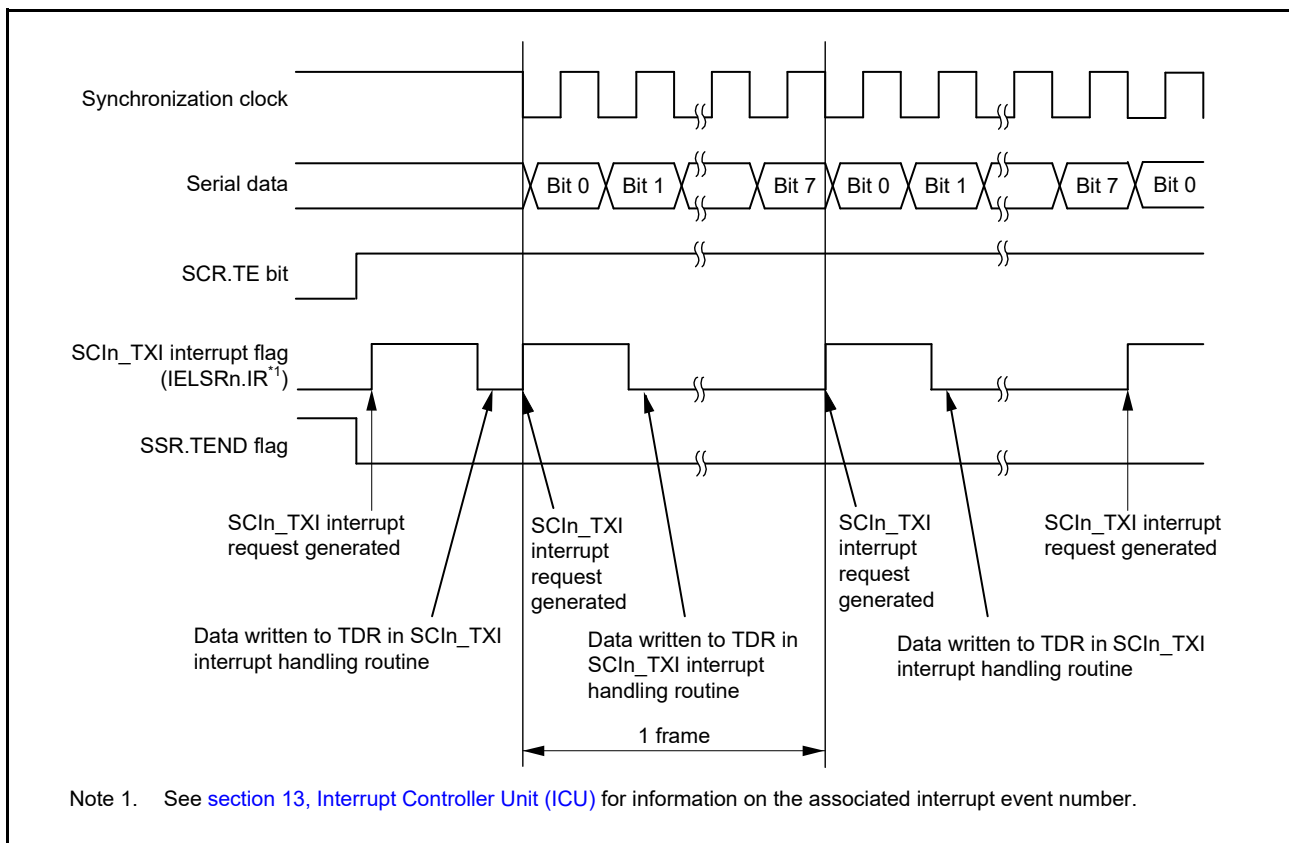 Synchronization clock
Serial data
Bit 0
Bit 1
Bit 7
Bit 0
Bit 1
Bit 7
Bit 0
SCR.TE bit
SCIn_TXI interrupt flag
(IELSRn.IR*1)
SSR.TEND flag
SCIn_TXI interrupt
request generated
SCIn_TXI
interrupt
request
generated
SCIn_TXI
interrupt
request
generated
SCIn_TXI interrupt
request generated
Data written to TDR in SCIn_TXI
interrupt handling routine
Data written to TDR in
SCIn_TXI interrupt
handling routine
Data written to TDR in SCIn_TXI
interrupt handling routine
1 frame
Note 1. See section 13, Interrupt Controller Unit (ICU) for information on the associated interrupt event number.